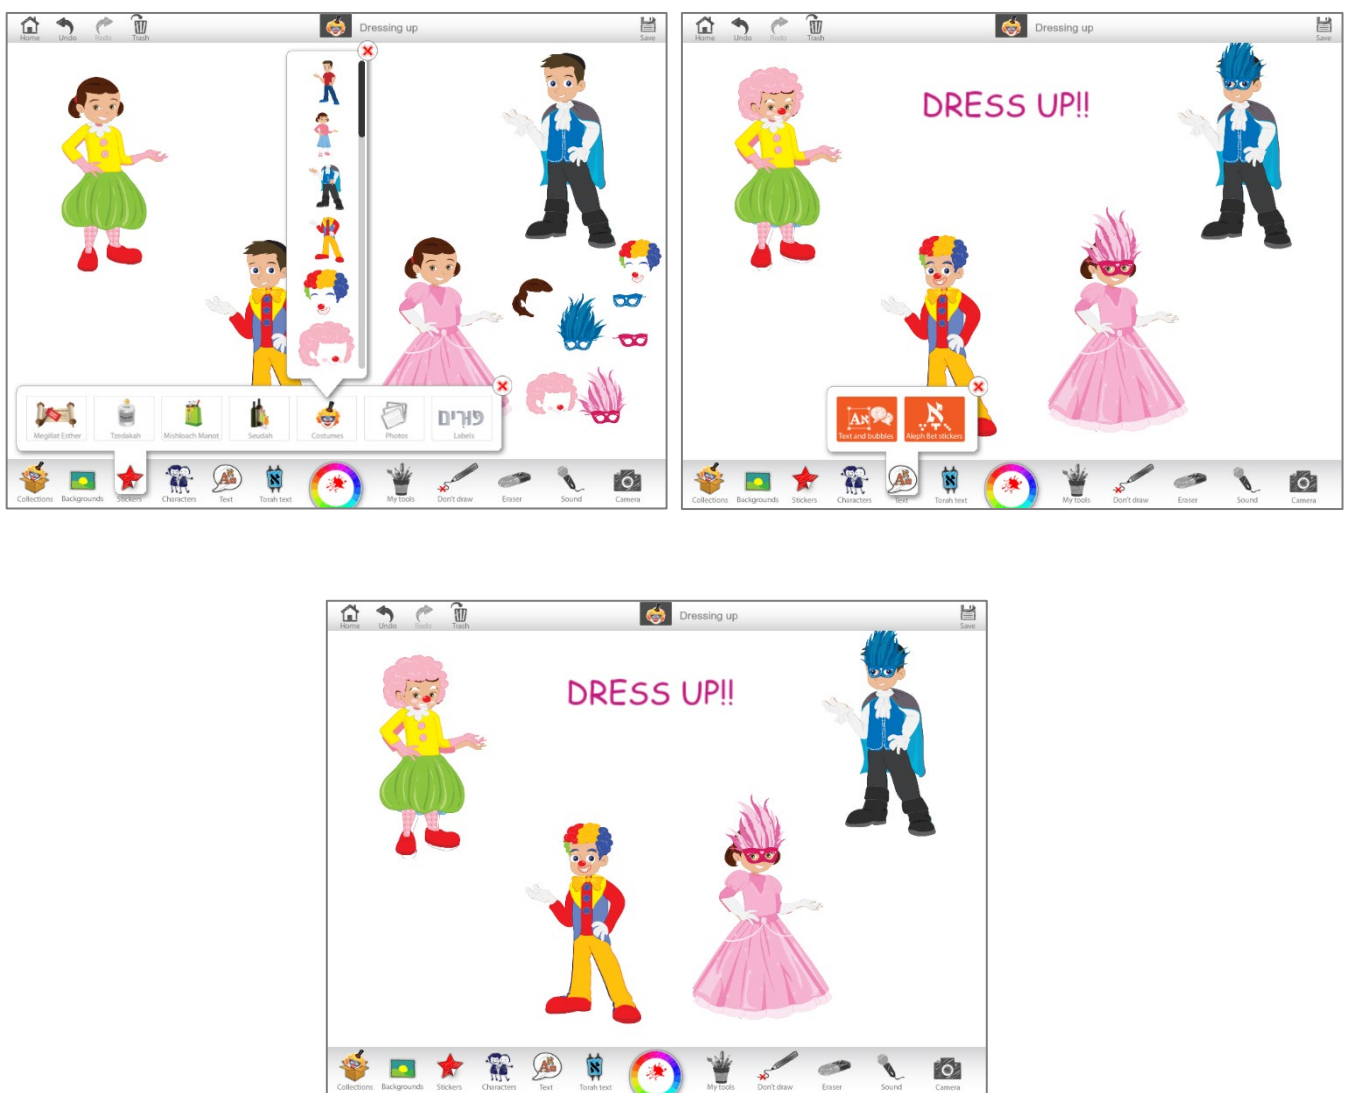 Home Undo Redo Trash Dressing up Save
Megillat Esther Tzedakah Mishloach Manot Seudah Costumes Photos Labels
פורים
Collections Backgrounds Stickers Characters Text Torah text My tools Don't draw Eraser Sound Camera
Home Undo Redo Trash Dressing up Save
DRESS UP!!
Text and bubbles Aleph Bet stickers
Collections Backgrounds Stickers Characters Text Torah text My tools Don't draw Eraser Sound Camera
Home Undo Redo Trash Dressing up Save
DRESS UP!!
Collections Backgrounds Stickers Characters Text Torah text My tools Don't draw Eraser Sound Camera